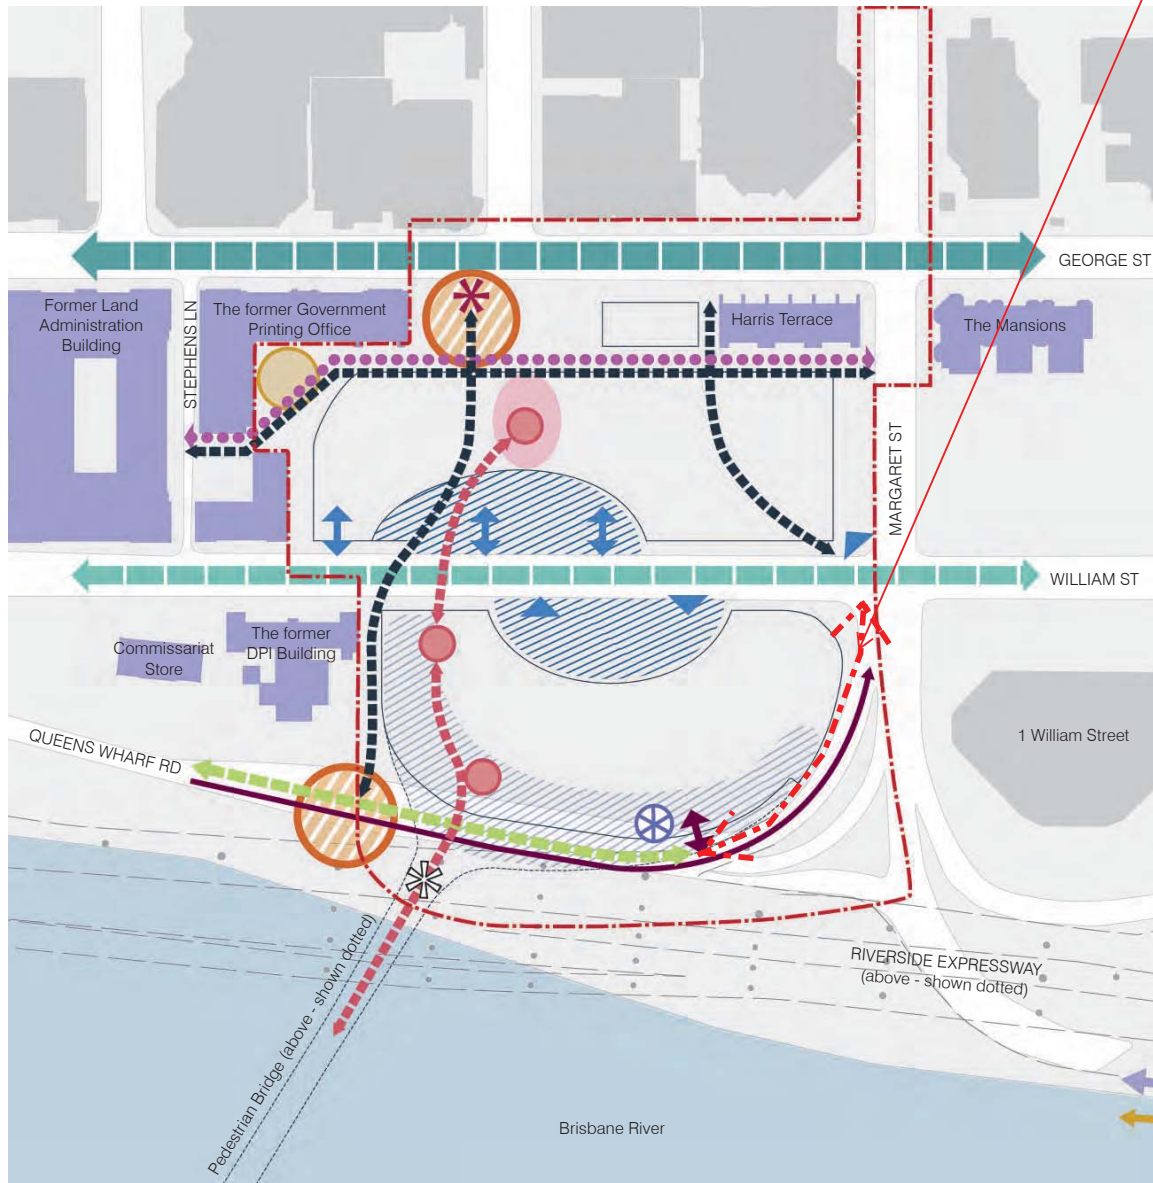 GEORGE ST
Former Land
Administration
Building
STEPHENS LN
The former Government
Printing Office
Harris Terrace
The Mansions
MARGARET ST
WILLIAM ST
Commissariat
Store
The former
DPI Building
QUEENS WHARF RD
1 William Street
Pedestrian Bridge (above - shown dotted)
RIVERSIDE EXPRESSWAY
(above - shown dotted)
Brisbane River